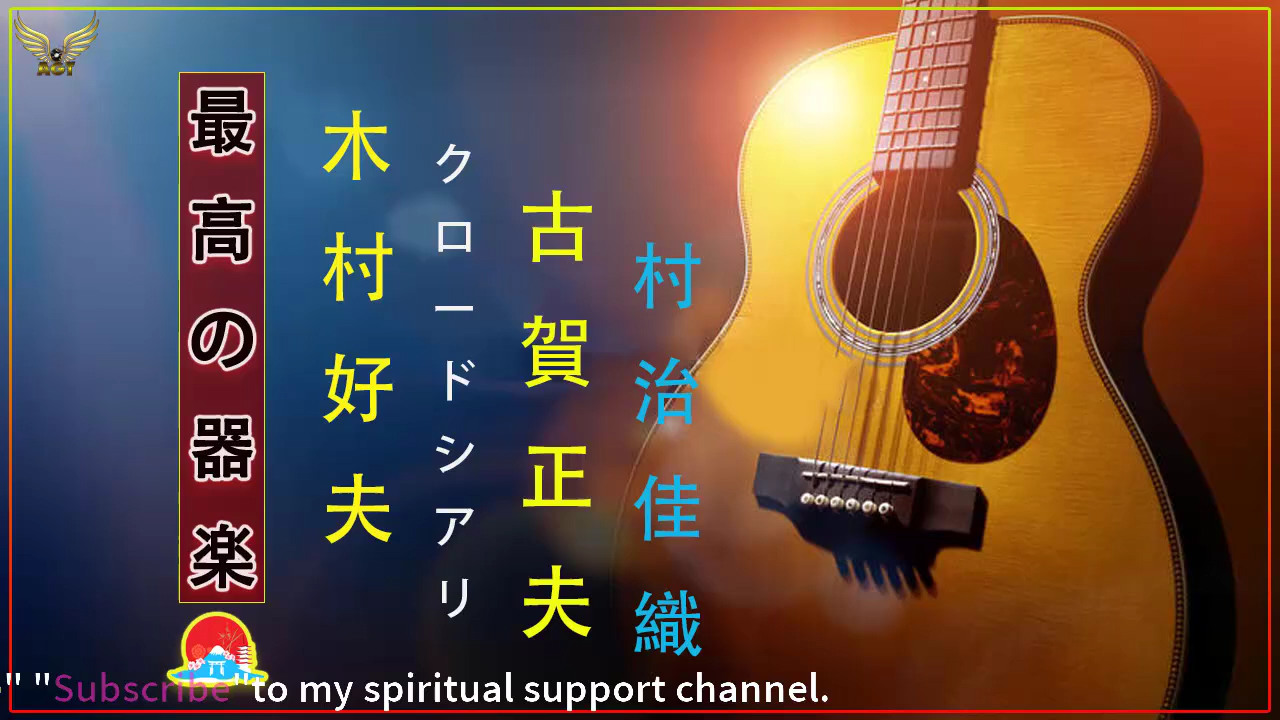 AGT
最高の器楽
木村好夫
クロードシアリ
古賀正夫
村治佳織
" "Subscribe"to my spiritual support channel.